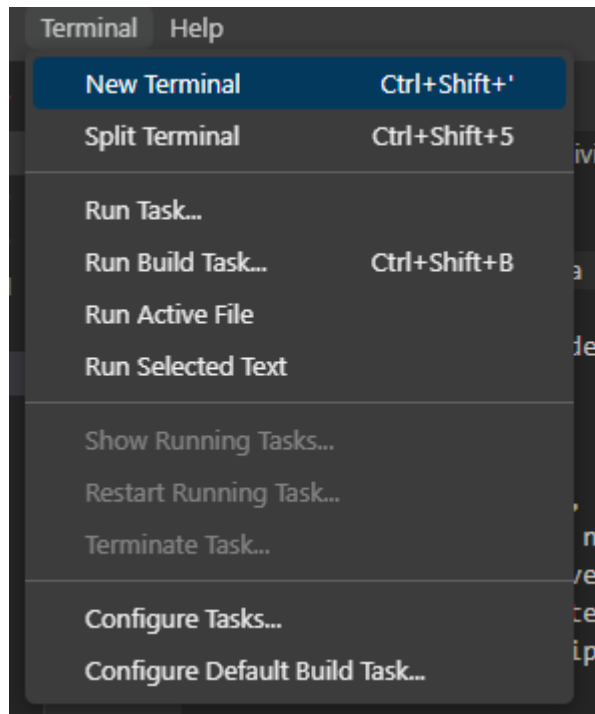 Terminal Help
New Terminal Ctrl+Shift+'
Split Terminal Ctrl+Shift+5
Run Task...
Run Build Task... Ctrl+Shift+B
Run Active File
Run Selected Text
Show Running Tasks...
Restart Running Task...
Terminate Task...
Configure Tasks...
Configure Default Build Task...